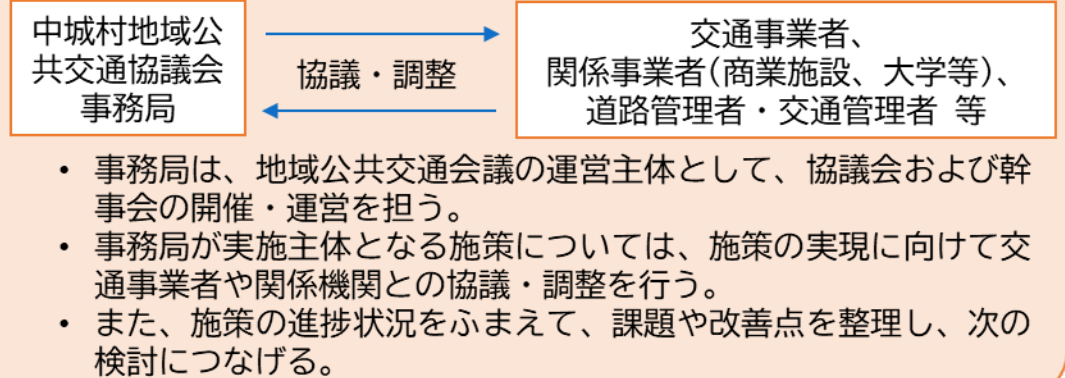 中城村地域公
共交通協議会
事務局
協議・調整
交通事業者、
関係事業者(商業施設、大学等)、
道路管理者・交通管理者 等
• 事務局は、地域公共交通会議の運営主体として、協議会および幹
事会の開催・運営を担う。
• 事務局が実施主体となる施策については、施策の実現に向けて交
通事業者や関係機関との協議・調整を行う。
• また、施策の進捗状況をふまえて、課題や改善点を整理し、次の
検討につなげる。